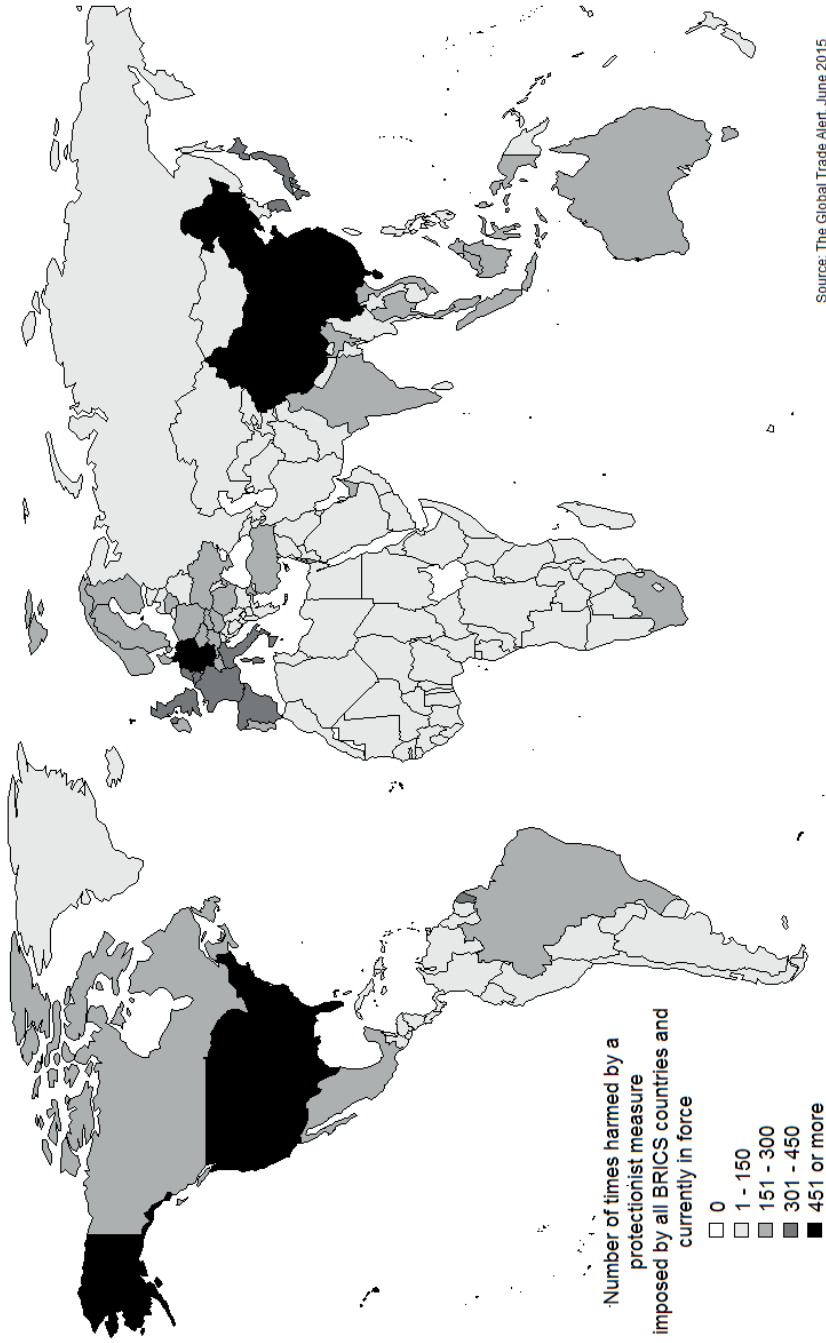 ·Number of times harmed by a
protectionist measure
imposed by all BRICS countries and
currently in force
0
1 - 150
151 - 300
301 - 450
451 or more
Source: The Global Trade Alert. June 2015